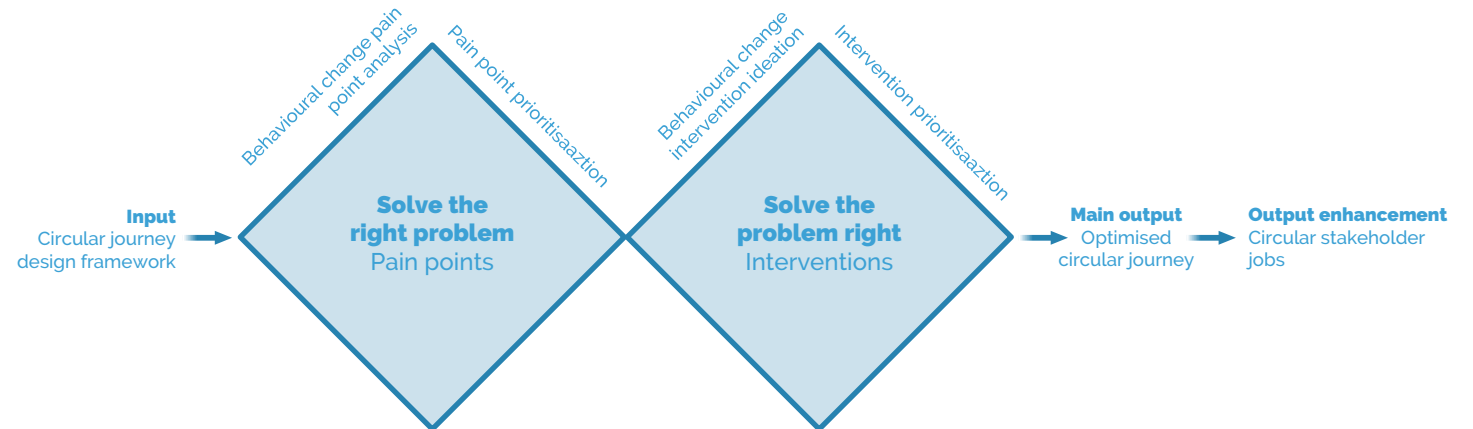 Input
Circular journey
design framework
Behavioural change pain
point analysis
Pain point prioritisaaztion
Solve the
right problem
Pain points
Behavioural change
intervention ideation
Intervention prioritisaaztion
Solve the
problem right
Interventions
Main output
Optimised
circular journey
Output enhancement
Circular stakeholder
jobs